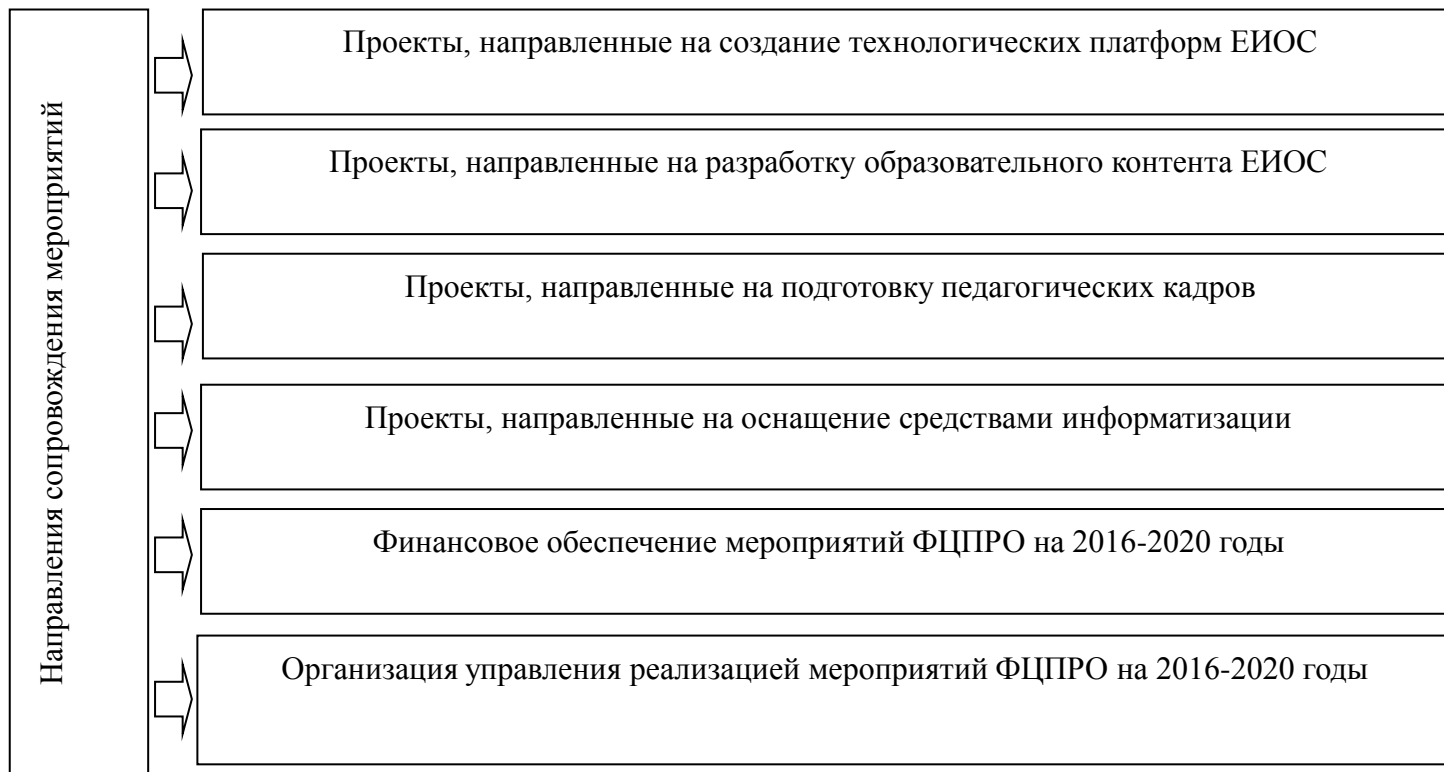 Направления сопровождения мероприятий
Проекты, направленные на создание технологических платформ ЕИОС
Проекты, направленные на разработку образовательного контента ЕИОС
Проекты, направленные на подготовку педагогических кадров
Проекты, направленные на оснащение средствами информатизации
Финансовое обеспечение мероприятий ФЦПРО на 2016-2020 годы
Организация управления реализацией мероприятий ФЦПРО на 2016-2020 годы